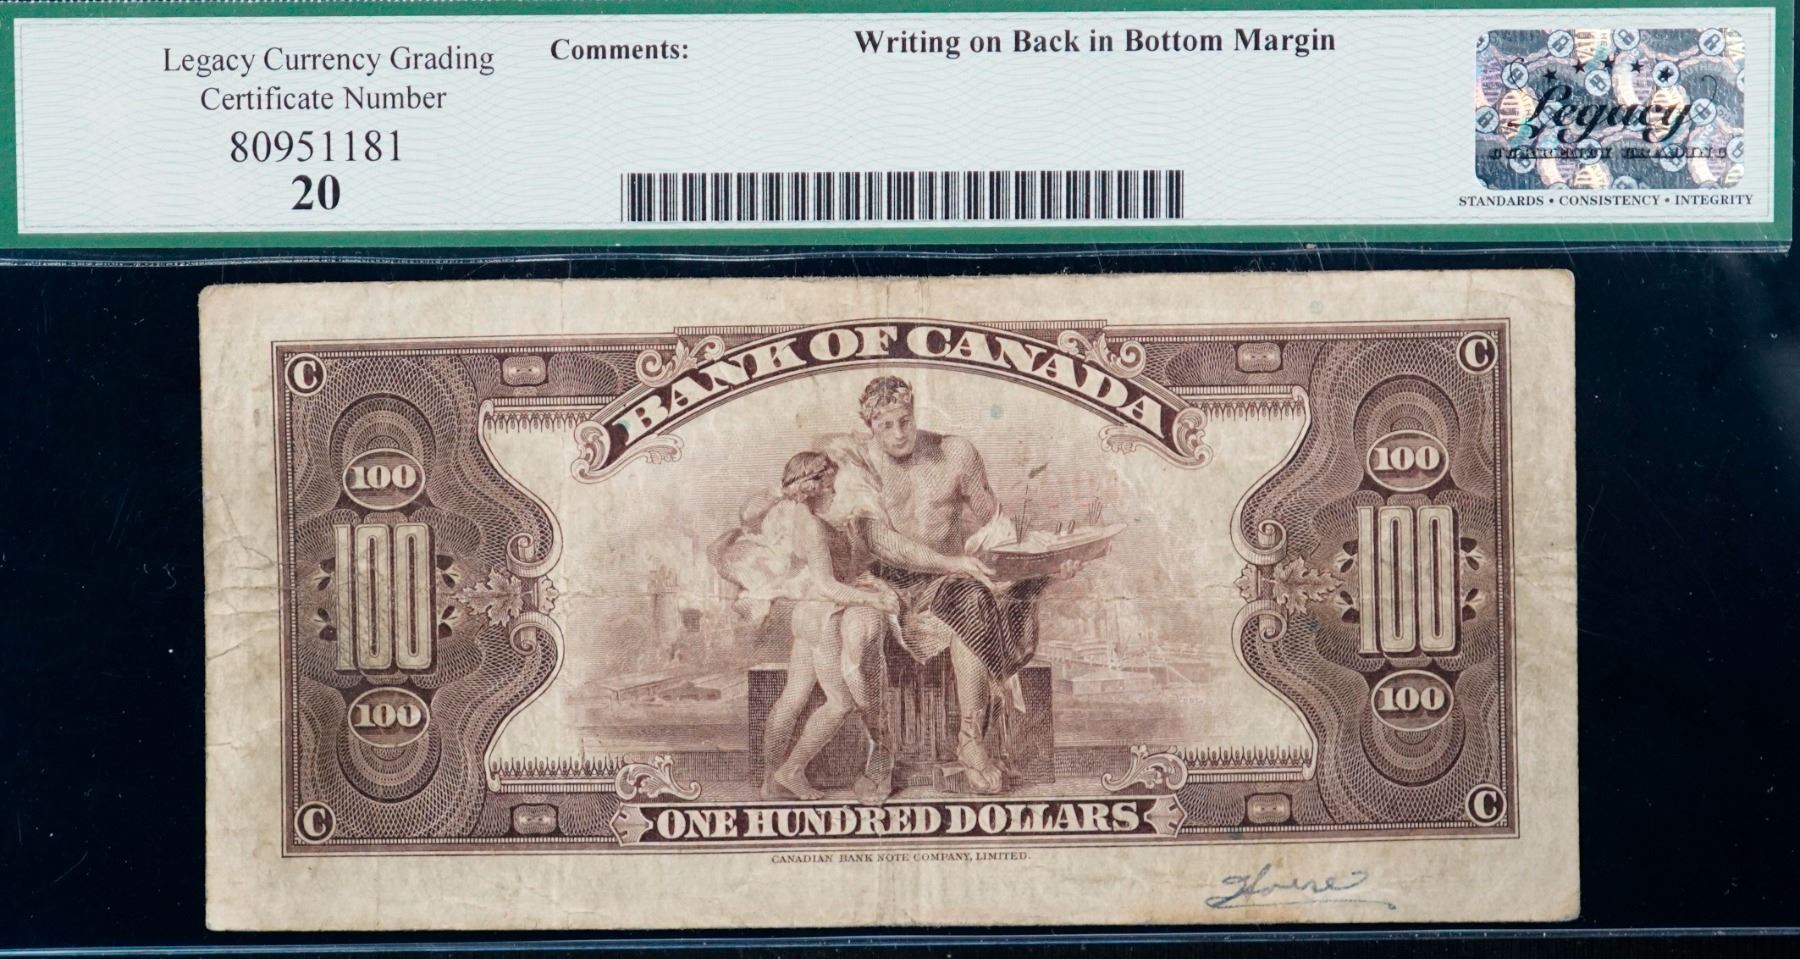 Legacy Currency Grading
Certificate Number
80951181
20
Comments:
Writing on Back in Bottom Margin
Legacy
STANDARDS • CONSISTENCY • INTEGRITY
BANK OF CANADA
C
C
100
100
100
100
100
100
C
C
ONE HUNDRED DOLLARS
CANADIAN BANK NOTE COMPANY, LIMITED.